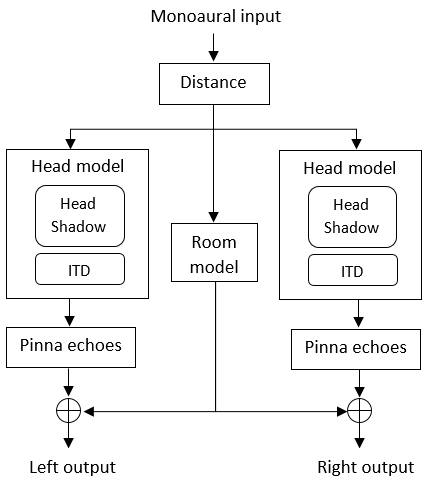 Monoaural input
Distance
Head model
Head
Shadow
ITD
Room
model
Head model
Head
Shadow
ITD
Pinna echoes
Pinna echoes
Left output
Right output